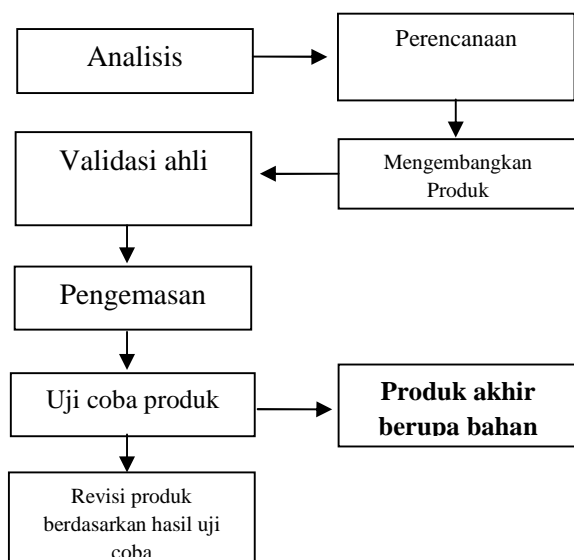 Analisis
Perencanaan
Mengembangkan
Produk
Validasi ahli
Pengemasan
Uji coba produk
Produk akhir
berupa bahan
Revisi produk
berdasarkan hasil uji
coba